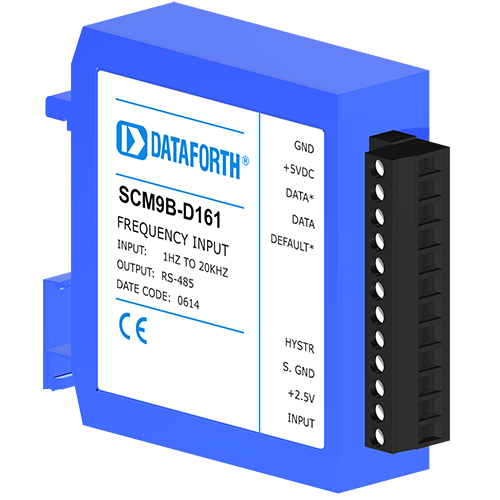 DATAFORTH®
SCM9B-D161
FREQUENCY INPUT
INPUT: 1HZ TO 20KHZ
OUTPUT: RS-485
DATE CODE: 0614
CE
GND
+5VDC
DATA*
DATA
DEFAULT*
HYSTR
S. GND
+2.5V
INPUT